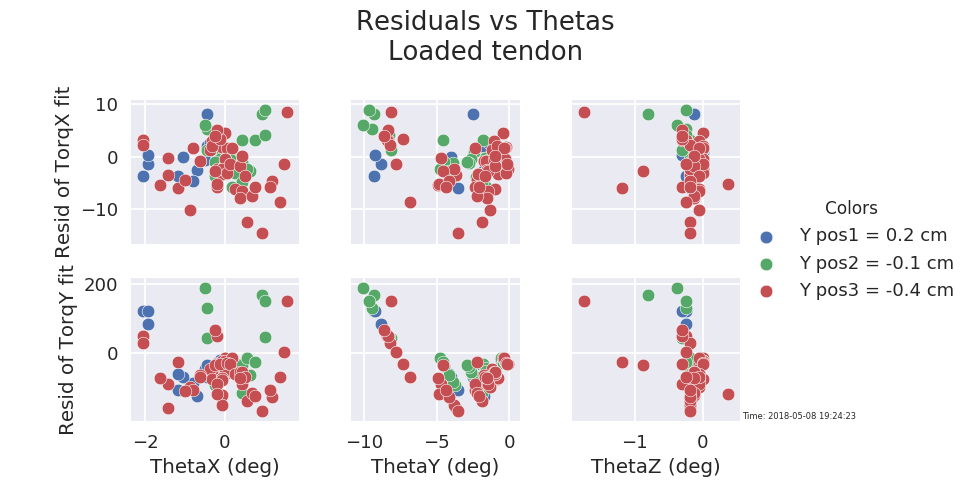 Residuals vs Thetas
Loaded tendon
Resid of TorqX fit
10
0
−10
Resid of TorqY fit
200
0
−2
0
ThetaX (deg)
−10
−5
0
ThetaY (deg)
−1
0
ThetaZ (deg)
Colors
Y pos1 = 0.2 cm
Y pos2 = -0.1 cm
Y pos3 = -0.4 cm
Time: 2018-05-08 19:24:23